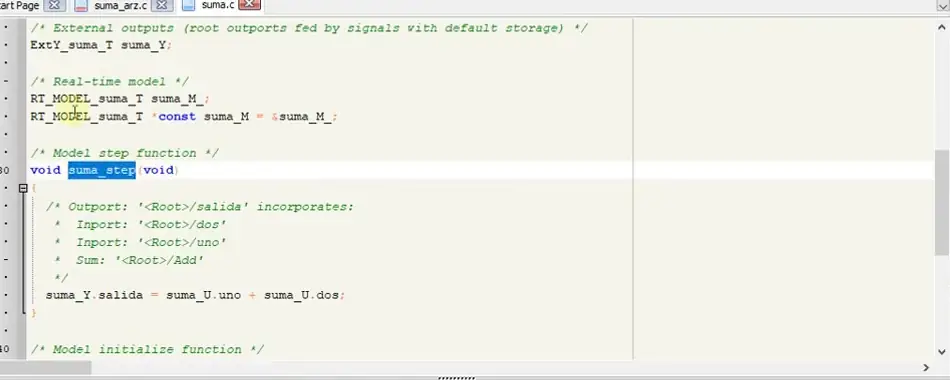 art Page suma_arz.c suma.c
/* External outputs (root outports fed by signals with default storage) */
ExtY_suma_T suma_Y;
/* Real-time model */
RT_MODEL_suma_T suma_M_;
RT_MODEL_suma_T *const suma_M = &suma_M_;
/* Model step function */
30 void suma_step(void)
{
/* Outport: '<Root>/salida' incorporates:
* Inport: '<Root>/dos'
* Inport: '<Root>/uno'
* Sum: '<Root>/Add'
*/
suma_Y.salida = suma_U.uno + suma_U.dos;
}
40 /* Model initialize function */